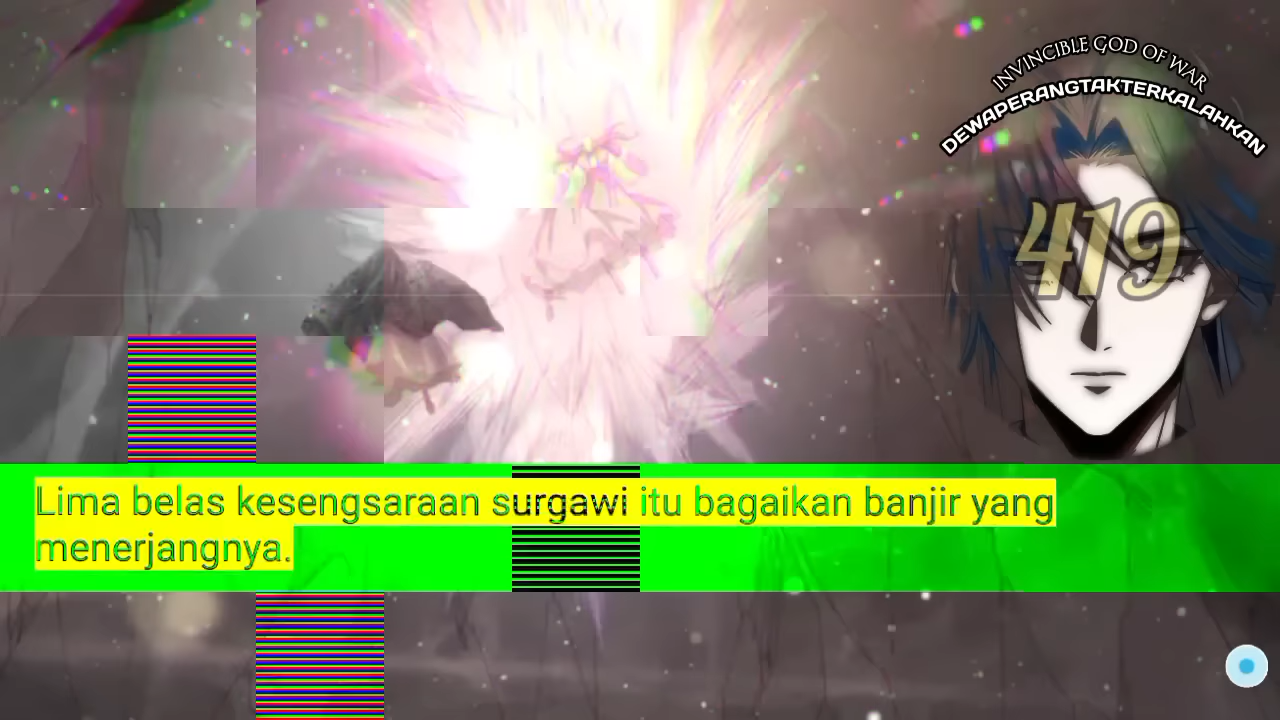 INVINCIBLE GOD OF WAR
DEWAPERANGTAKTERKALAHKAN
419
Lima belas kesengsaraan surgawi itu bagaikan banjir yang
menerjangnya.